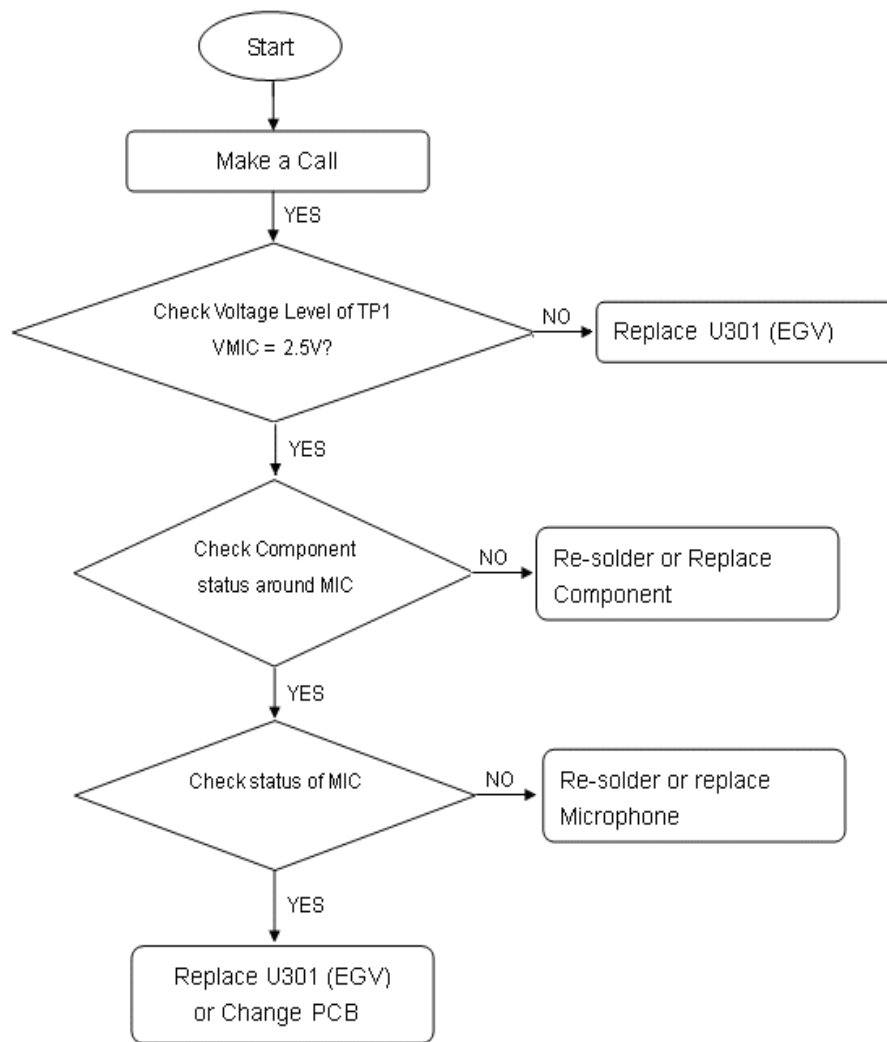 Start
Make a Call
YES
Check Voltage Level of TP1
VMIC = 2.5V?
NO
Replace U301 (EGV)
YES
Check Component
status around MIC
NO
Re-solder or Replace
Component
YES
Check status of MIC
NO
Re-solder or replace
Microphone
YES
Replace U301 (EGV)
or Change PCB